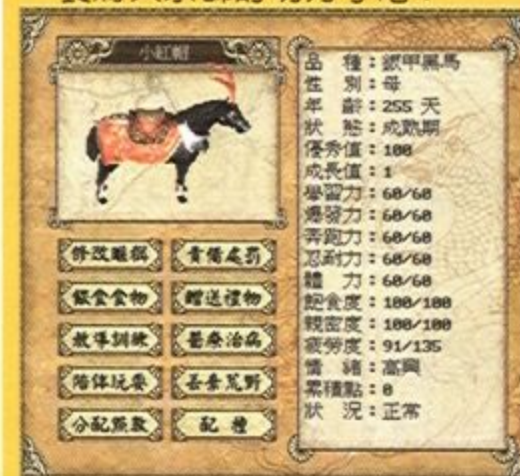 小紅帽
品種：銀甲黑馬
性別：母
年齡：255 天
狀態：成熟期
優秀值：100
成長值：1
學習力：60/60
爆發力：60/60
奔跑力：60/60
忍耐力：60/60
體力：60/60
飽食度：100/100
親密度：100/100
疲勞度：91/135
情緒：高興
累積點：0
狀況：正常
修改暱稱
責備處罰
餵食食物
贈送禮物
教導訓練
醫療治病
陪伴玩耍
丟棄荒野
分配點數
配種